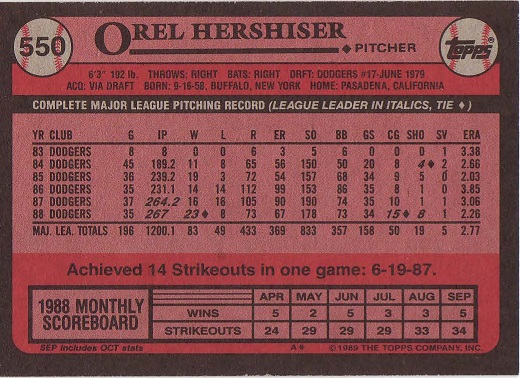 550
OREL HERSHISER
♦ PITCHER
Topps
6'3" 192 lb. THROWS: RIGHT BATS: RIGHT DRFT: DODGERS #17-JUNE 1979
ACQ: VIA DRAFT BORN: 9-16-58, BUFFALO, NEW YORK HOME: PASADENA, CALIFORNIA
COMPLETE MAJOR LEAGUE PITCHING RECORD (LEAGUE LEADER IN ITALICS, TIE ♦)
YR CLUB G IP W L R ER SO BB GS CG SHO SV ERA
83 DODGERS 8 8 0 0 6 3 5 6 0 0 0 1 3.38
84 DODGERS 45 189.2 11 8 65 56 150 50 20 8 4♦ 2 2.66
85 DODGERS 36 239.2 19 3 72 54 157 68 34 9 5 0 2.03
86 DODGERS 35 231.1 14 14 112 99 153 86 35 8 1 0 3.85
87 DODGERS 37 264.2 16 16 105 90 190 74 35 10 1 1 3.06
88 DODGERS 35 267 23♦ 8 73 67 178 73 34 15♦ 8 1 2.26
MAJ. LEA. TOTALS 196 1200.1 83 49 433 369 833 357 158 50 19 5 2.77
Achieved 14 Strikeouts in one game: 6-19-87.
1988 MONTHLY SCOREBOARD
APR MAY JUN JUL AUG SEP
WINS 5 2 5 3 3 5
STRIKEOUTS 24 29 29 29 33 34
SEP includes OCT stats
A* ©1989 THE TOPPS COMPANY, INC.